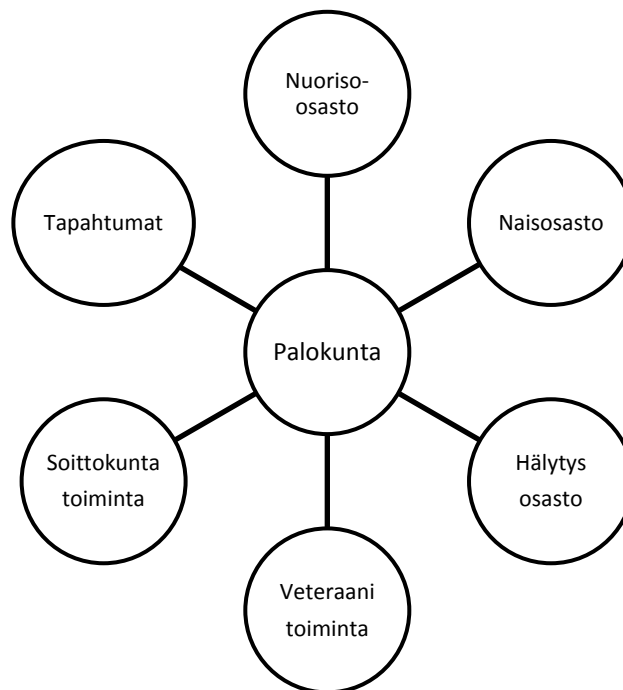 Nuoriso-
osasto
Tapahtumat
Naisosasto
Palokunta
Soittokunta
toiminta
Hälytys
osasto
Veteraani
toiminta